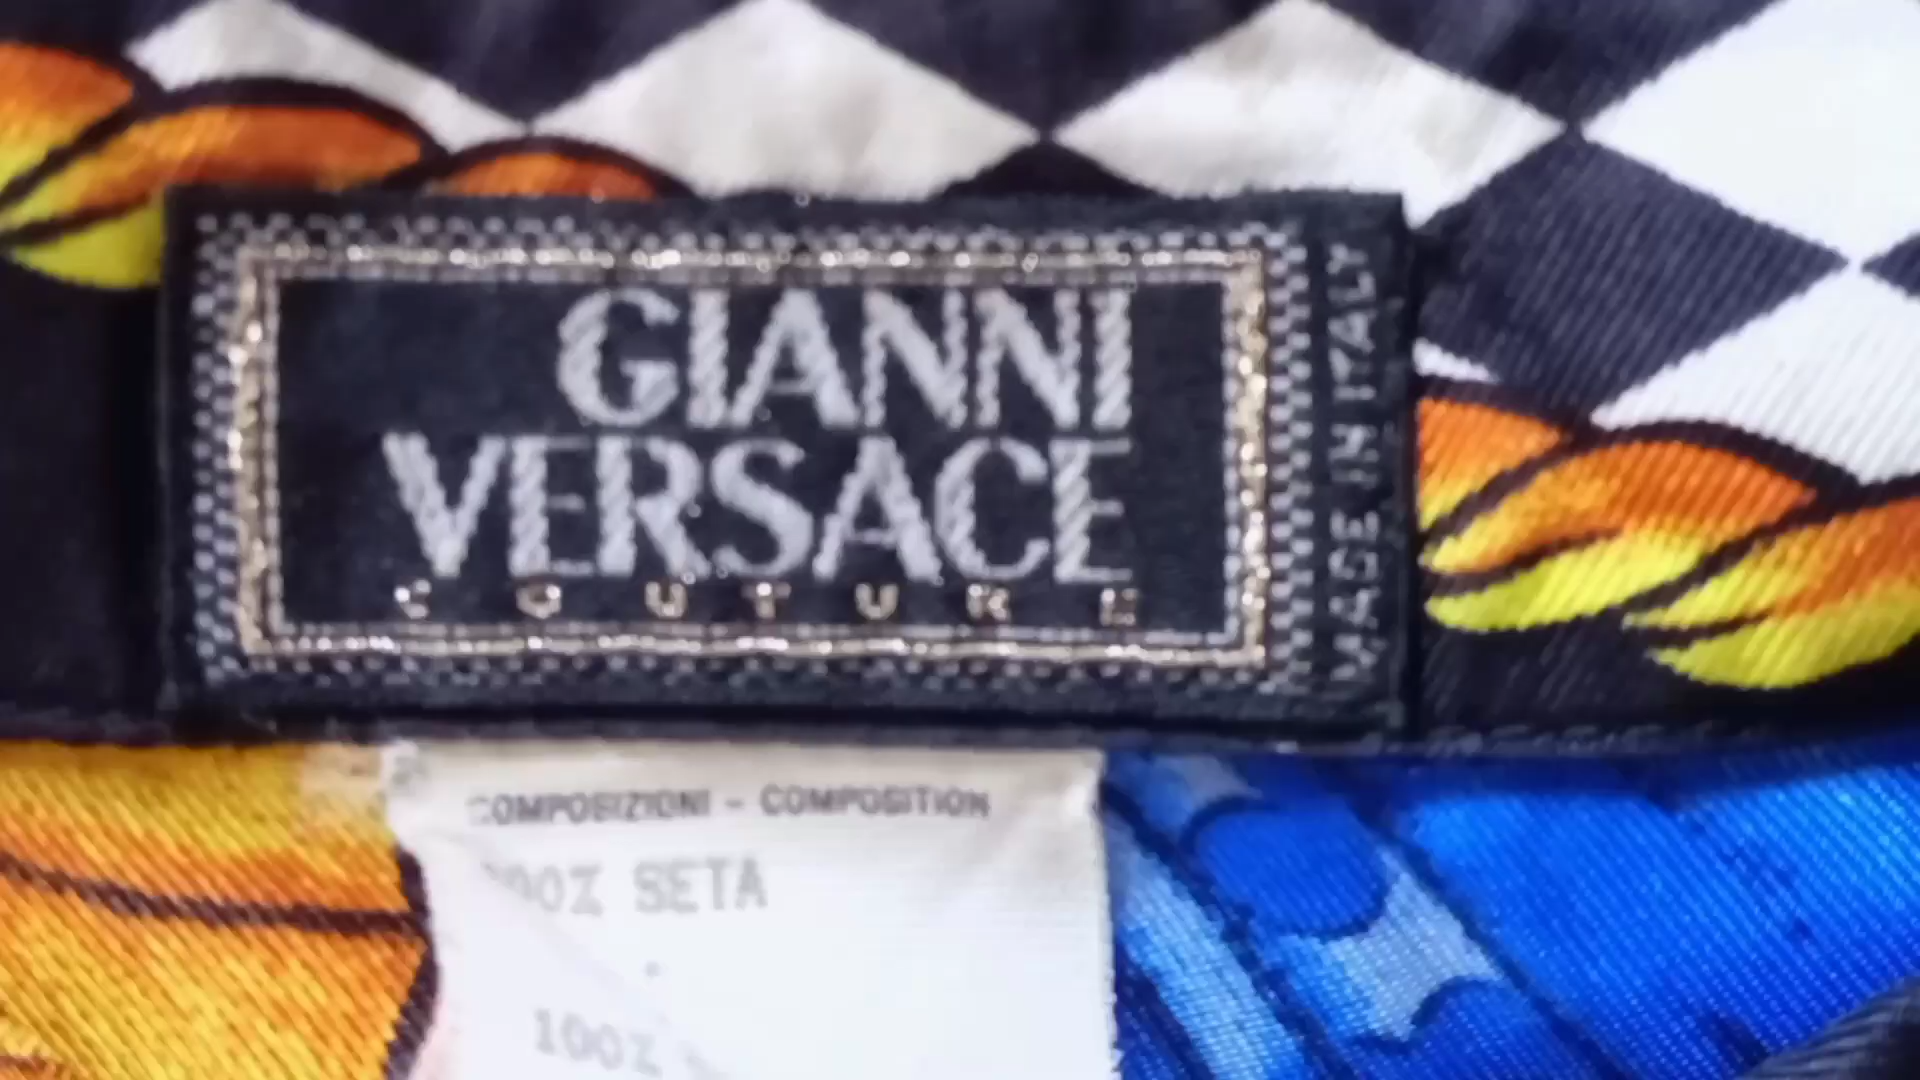 GIANNI
VERSACE
COUTURE
MADE IN ITALY
COMPOSIZIONI - COMPOSITION
100% SETA
100%